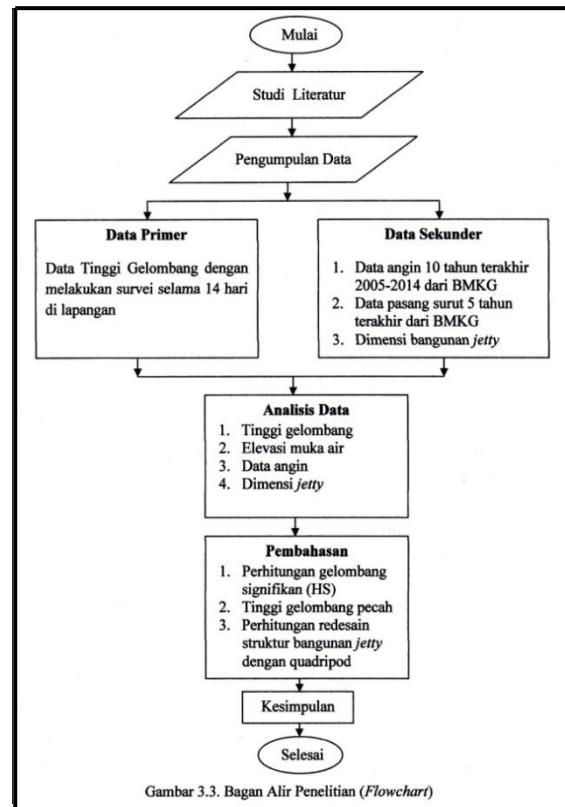 Mulai
Studi Literatur
Pengumpulan Data
Data Primer
Data Tinggi Gelombang dengan
melakukan survei selama 14 hari
di lapangan
Data Sekunder
1. Data angin 10 tahun terakhir
2005-2014 dari BMKG
2. Data pasang surut 5 tahun
terakhir dari BMKG
3. Dimensi bangunan jetty
Analisis Data
1. Tinggi gelombang
2. Elevasi muka air
3. Data angin
4. Dimensi jetty
Pembahasan
1. Perhitungan gelombang
signifikan (HS)
2. Tinggi gelombang pecah
3. Perhitungan redesain
struktur bangunan jetty
dengan quadripod
Kesimpulan
Selesai
Gambar 3.3. Bagan Alir Penelitian (Flowchart)